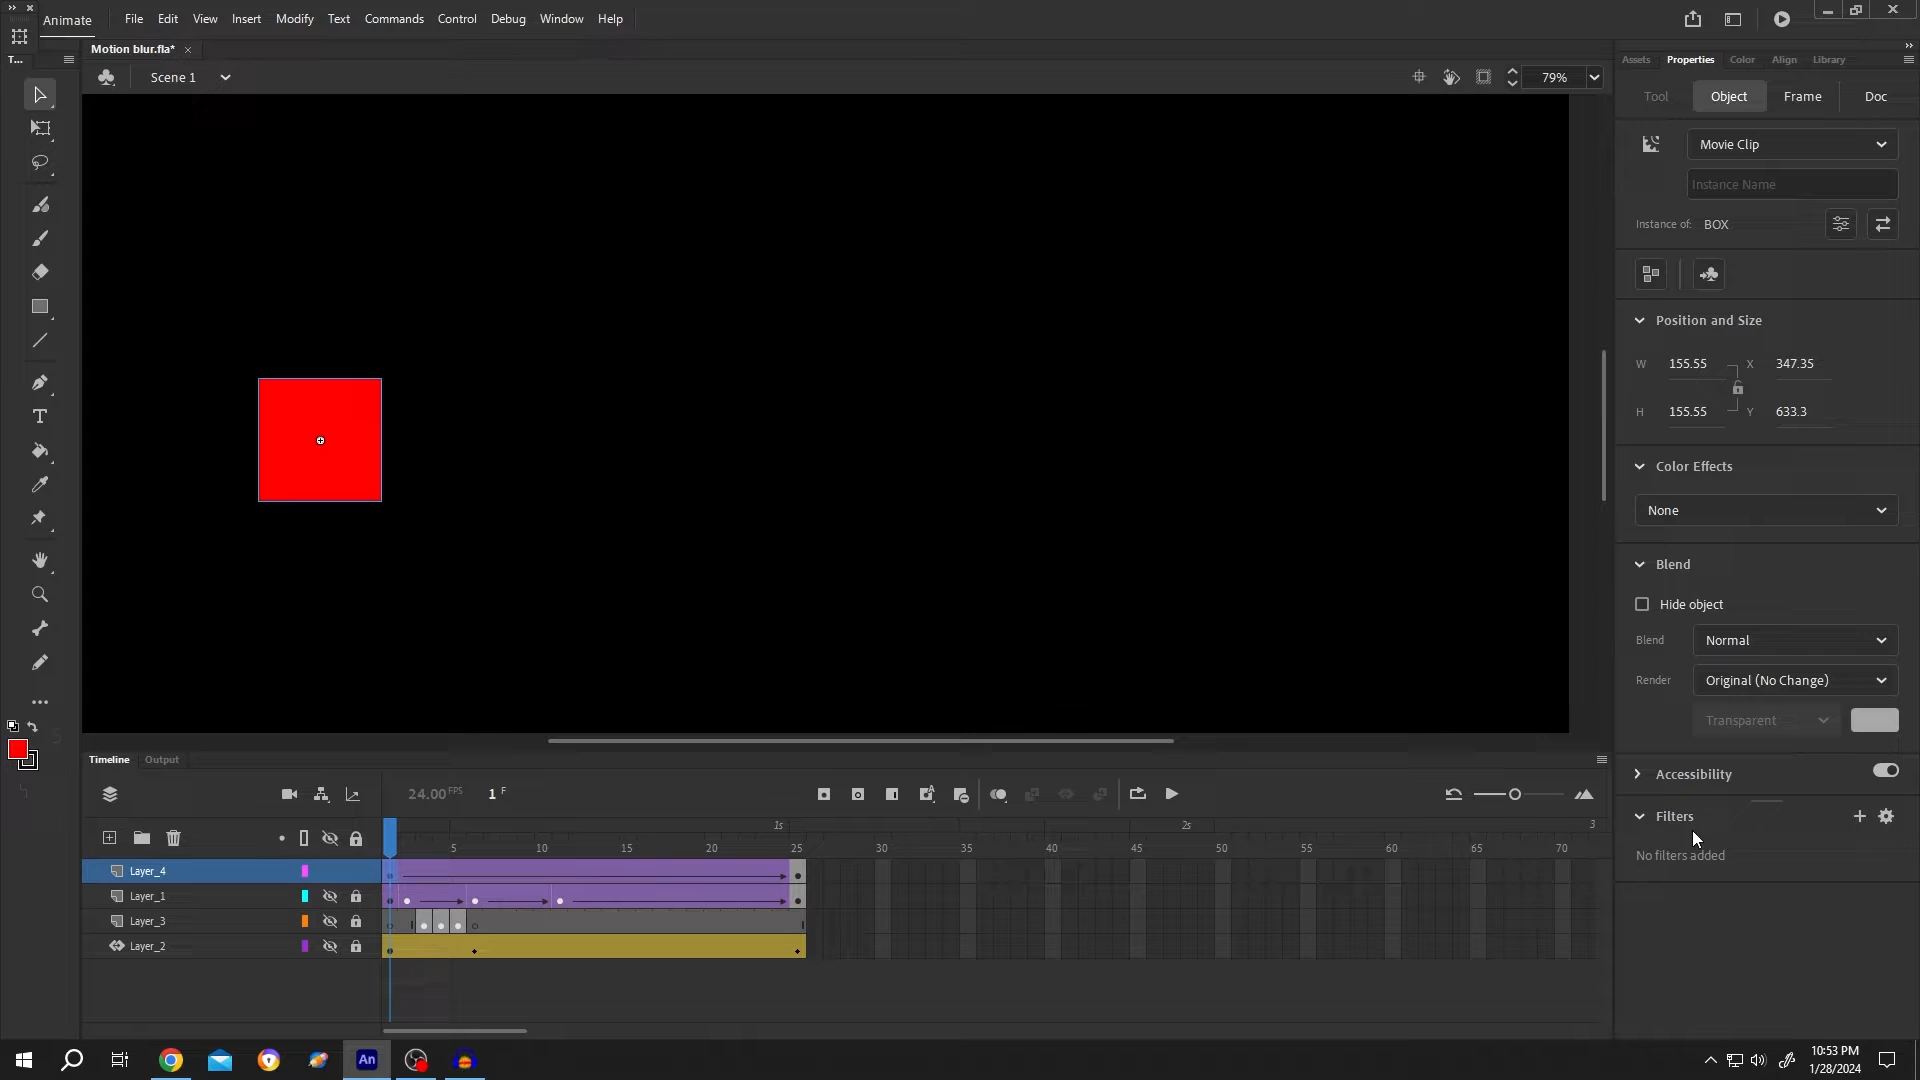 Animate File Edit View Insert Modify Text Commands Control Debug Window Help
T...
Motion blur.fla*
Scene 1
79%
Assets Properties Color Align Library
Tool Object Frame Doc
Movie Clip
Instance Name
Instance of: BOX
Position and Size
W 155.55 X 347.35
H 155.55 Y 633.3
Color Effects
None
Blend
Hide object
Blend Normal
Render Original (No Change)
Transparent
Accessibility
Filters
No filters added
Timeline Output
24.00 FPS 1 F
1s 2s 3
5 10 15 20 25 30 35 40 45 50 55 60 65 70
Layer_4
Layer_1
Layer_3
Layer_2
An
10:53 PM
1/28/2024